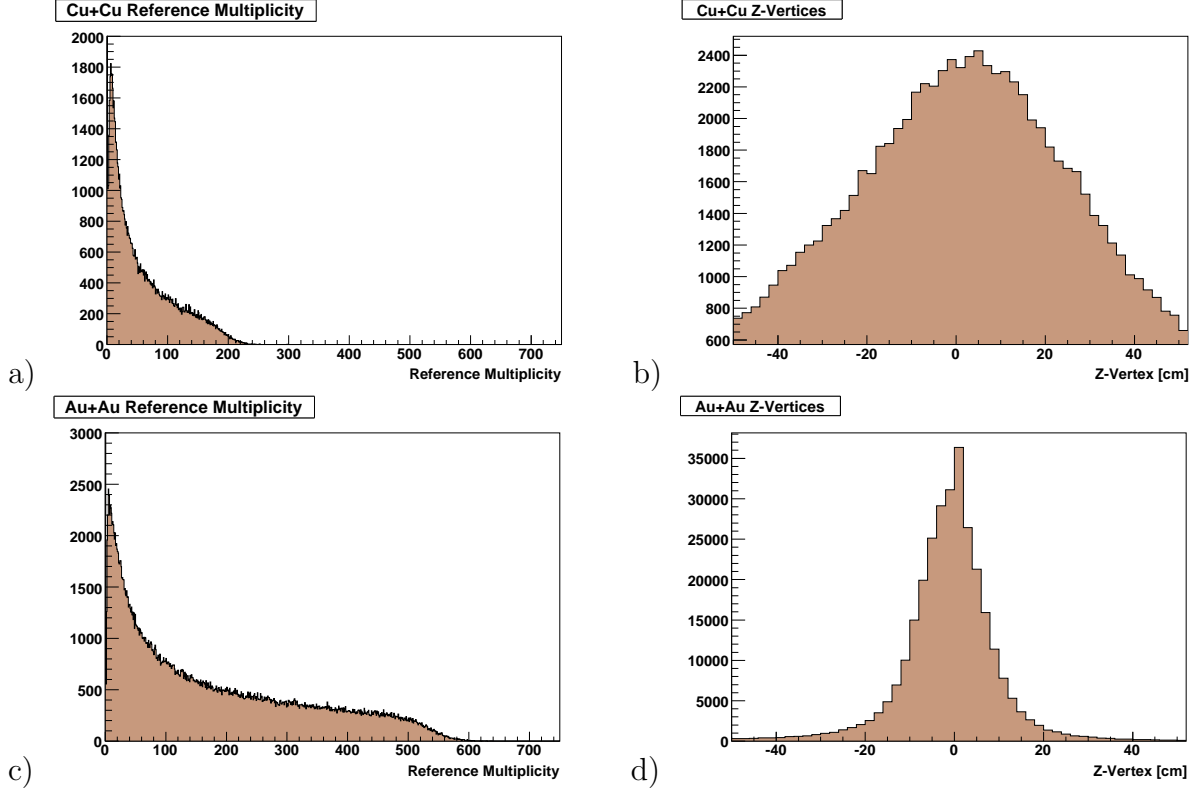 Cu+Cu Reference Multiplicity
2000
1800
1600
1400
1200
1000
800
600
400
200
0
0 100 200 300 400 500 600 700
Reference Multiplicity
a)
Cu+Cu Z-Vertices
2400
2200
2000
1800
1600
1400
1200
1000
800
600
-40 -20 0 20 40
Z-Vertex [cm]
b)
Au+Au Reference Multiplicity
3000
2500
2000
1500
1000
500
0
0 100 200 300 400 500 600 700
Reference Multiplicity
c)
Au+Au Z-Vertices
35000
30000
25000
20000
15000
10000
5000
0
-40 -20 0 20 40
Z-Vertex [cm]
d)